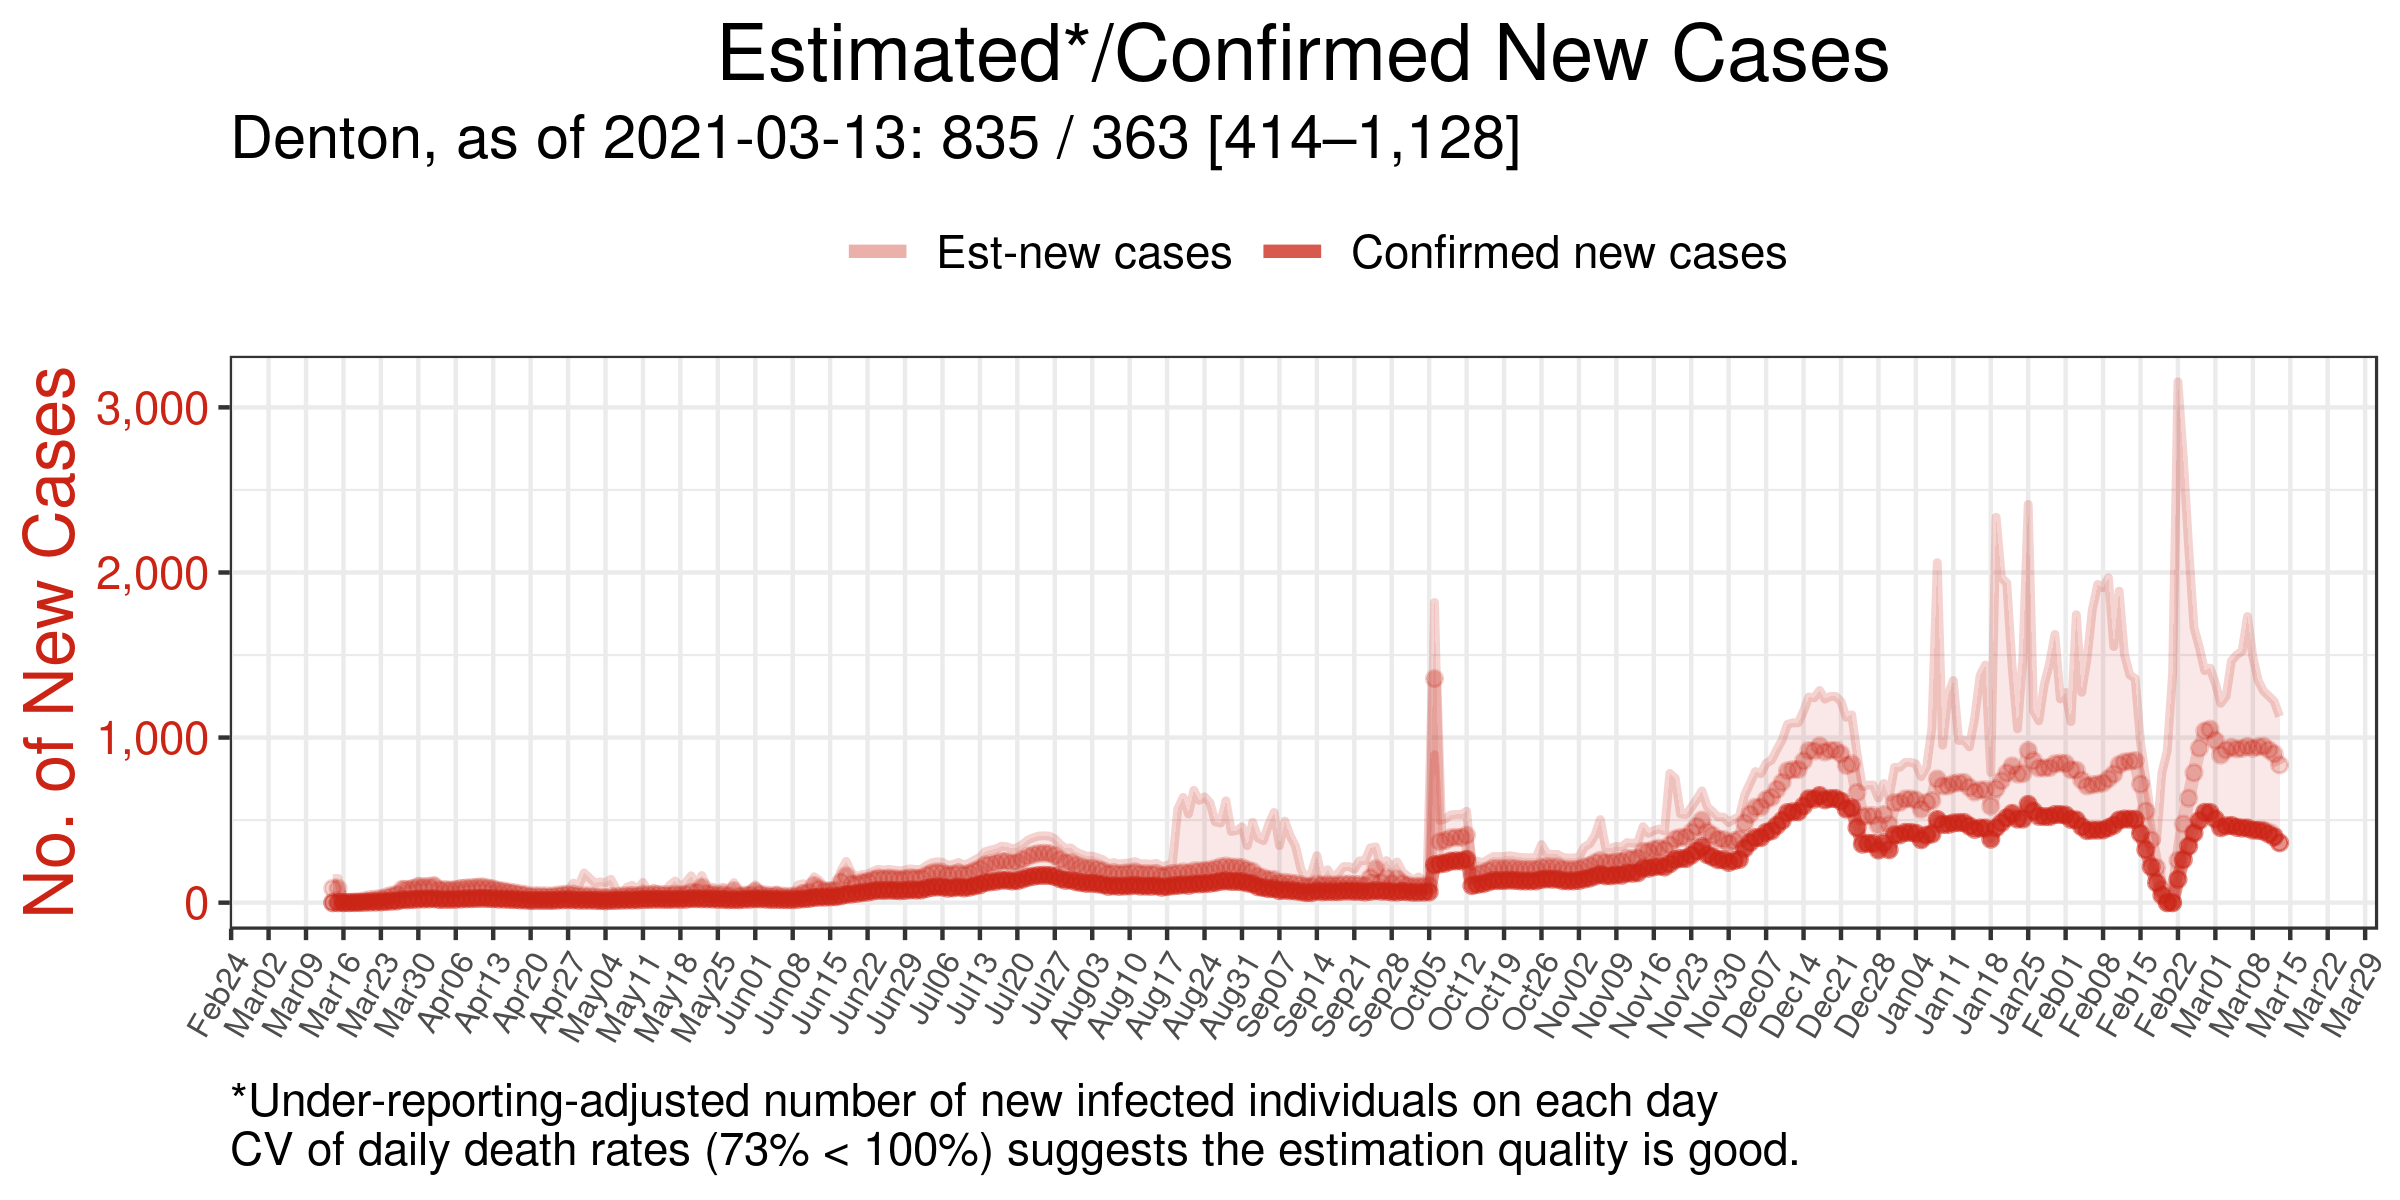 Estimated*/Confirmed New Cases
Denton, as of 2021-03-13: 835 / 363 [414–1,128]
Est-new cases Confirmed new cases
No. of New Cases
3,000
2,000
1,000
0
Feb24 Mar02 Mar09 Mar16 Mar23 Mar30 Apr06 Apr13 Apr20 Apr27 May04 May11 May18 May25 Jun01 Jun08 Jun15 Jun22 Jun29 Jul06 Jul13 Jul20 Jul27 Aug03 Aug10 Aug17 Aug24 Aug31 Sep07 Sep14 Sep21 Sep28 Oct05 Oct12 Oct19 Oct26 Nov02 Nov09 Nov16 Nov23 Nov30 Dec07 Dec14 Dec21 Dec28 Jan04 Jan11 Jan18 Jan25 Feb01 Feb08 Feb15 Feb22 Mar01 Mar08 Mar15 Mar22 Mar29
*Under-reporting-adjusted number of new infected individuals on each day
CV of daily death rates (73% < 100%) suggests the estimation quality is good.